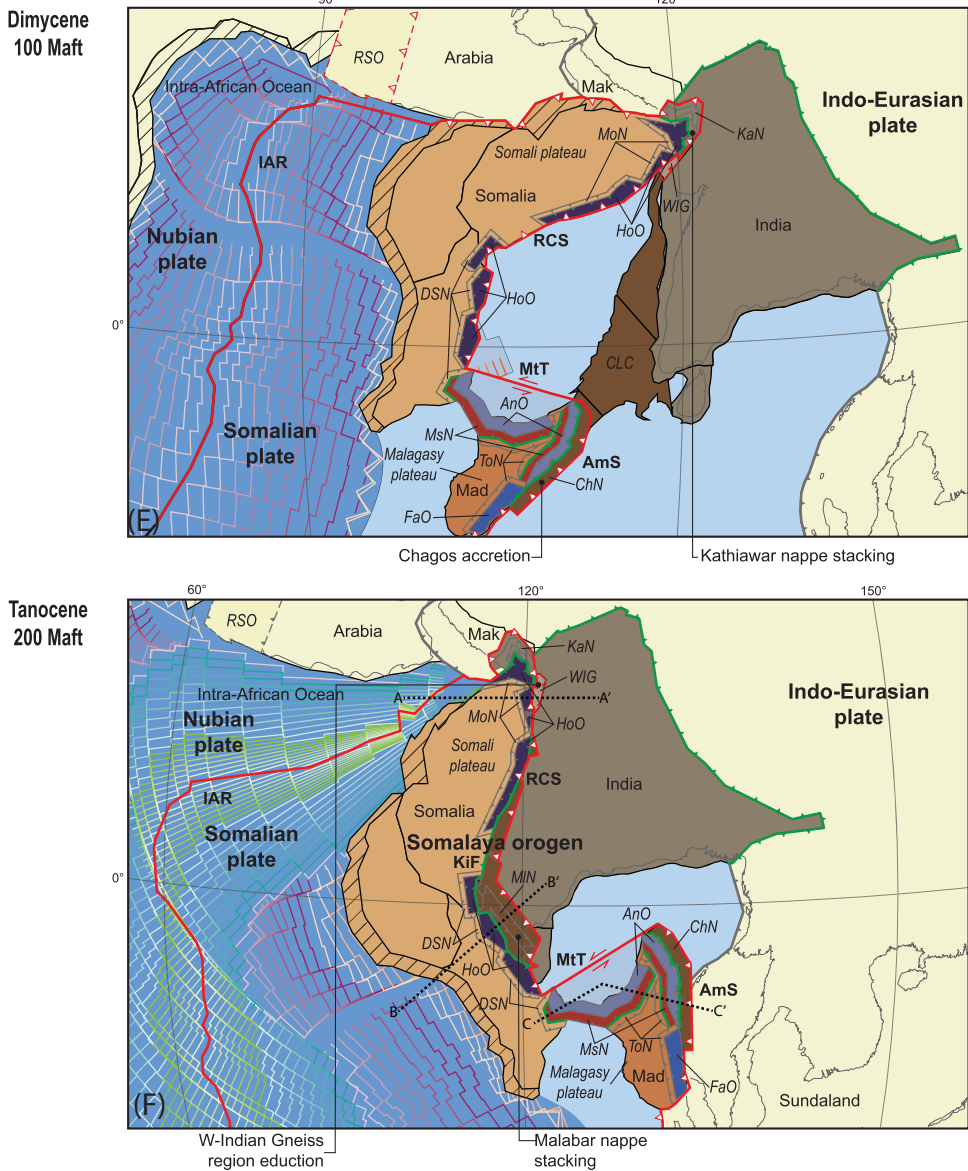 90°
120°
Dimycene
100 Maft
RSO
Arabia
Mak
Intra-African Ocean
Indo-Eurasian
plate
IAR
MoN
KaN
Somali plateau
Somalia
WIG
India
HoO
Nubian
plate
RCS
DSN
HoO
0°
MtT
CLC
AnO
Somalian
plate
MsN
Malagasy
plateau
ToN
AmS
Mad
ChN
FaO
(E)
Chagos accretion
Kathiawar nappe stacking
Tanocene
200 Maft
60°
120°
150°
RSO
Arabia
Mak
KaN
WIG
Intra-African Ocean
A
A'
Indo-Eurasian
plate
Nubian
plate
MoN
HoO
Somali
plateau
RCS
IAR
Somalia
India
Somalian
plate
Somalaya orogen
KiF
0°
MlN
B'
AnO
ChN
DSN
HoO
MtT
B
DSN
AmS
C
C'
MsN
ToN
Malagasy
plateau
Mad
FaO
Sundaland
(F)
W-Indian Gneiss
region eduction
Malabar nappe
stacking